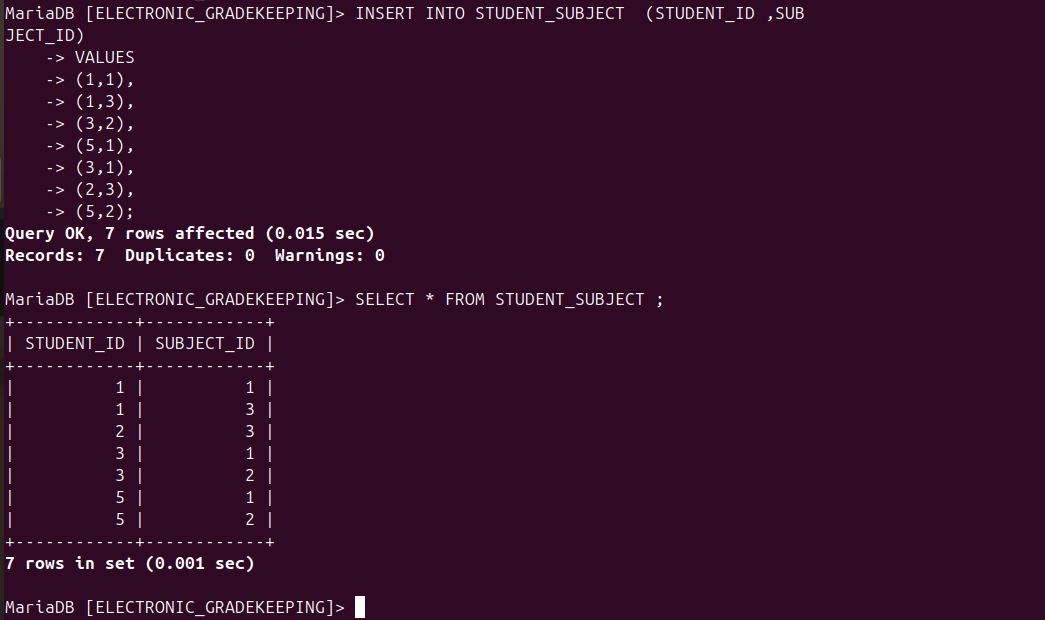 MariaDB [ELECTRONIC_GRADEKEEPING]> INSERT INTO STUDENT_SUBJECT  (STUDENT_ID ,SUB
JECT_ID)
    -> VALUES
    -> (1,1),
    -> (1,3),
    -> (3,2),
    -> (5,1),
    -> (3,1),
    -> (2,3),
    -> (5,2);
Query OK, 7 rows affected (0.015 sec)
Records: 7  Duplicates: 0  Warnings: 0

MariaDB [ELECTRONIC_GRADEKEEPING]> SELECT * FROM STUDENT_SUBJECT ;
+------------+------------+
| STUDENT_ID | SUBJECT_ID |
+------------+------------+
|          1 |          1 |
|          1 |          3 |
|          2 |          3 |
|          3 |          1 |
|          3 |          2 |
|          5 |          1 |
|          5 |          2 |
+------------+------------+
7 rows in set (0.001 sec)

MariaDB [ELECTRONIC_GRADEKEEPING]>